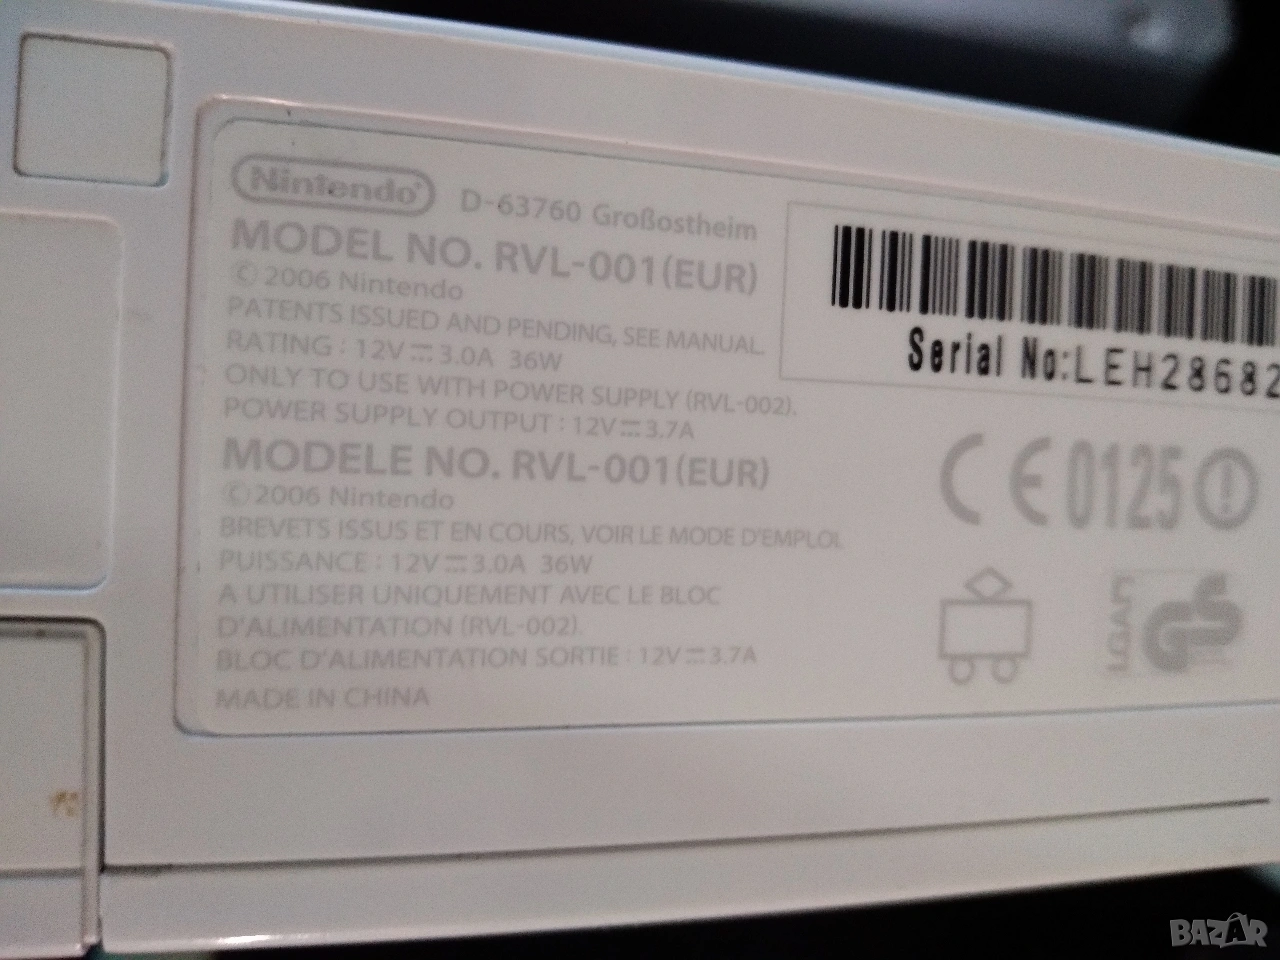 Nintendo® D-63760 Großostheim
MODEL NO. RVL-001(EUR)
© 2006 Nintendo
PATENTS ISSUED AND PENDING, SEE MANUAL.
RATING : 12V⎓3.0A 36W
ONLY TO USE WITH POWER SUPPLY (RVL-002).
POWER SUPPLY OUTPUT : 12V⎓3.7A
MODELE NO. RVL-001(EUR)
©2006 Nintendo
BREVETS ISSUS ET EN COURS, VOIR LE MODE D'EMPLOI.
PUISSANCE : 12V⎓3.0A 36W
A UTILISER UNIQUEMENT AVEC LE BLOC
D'ALIMENTATION (RVL-002).
BLOC D'ALIMENTATION SORTIE : 12V⎓3.7A
MADE IN CHINA
Serial No:LEH28682
CE0125
LGA
GS
BAZAR